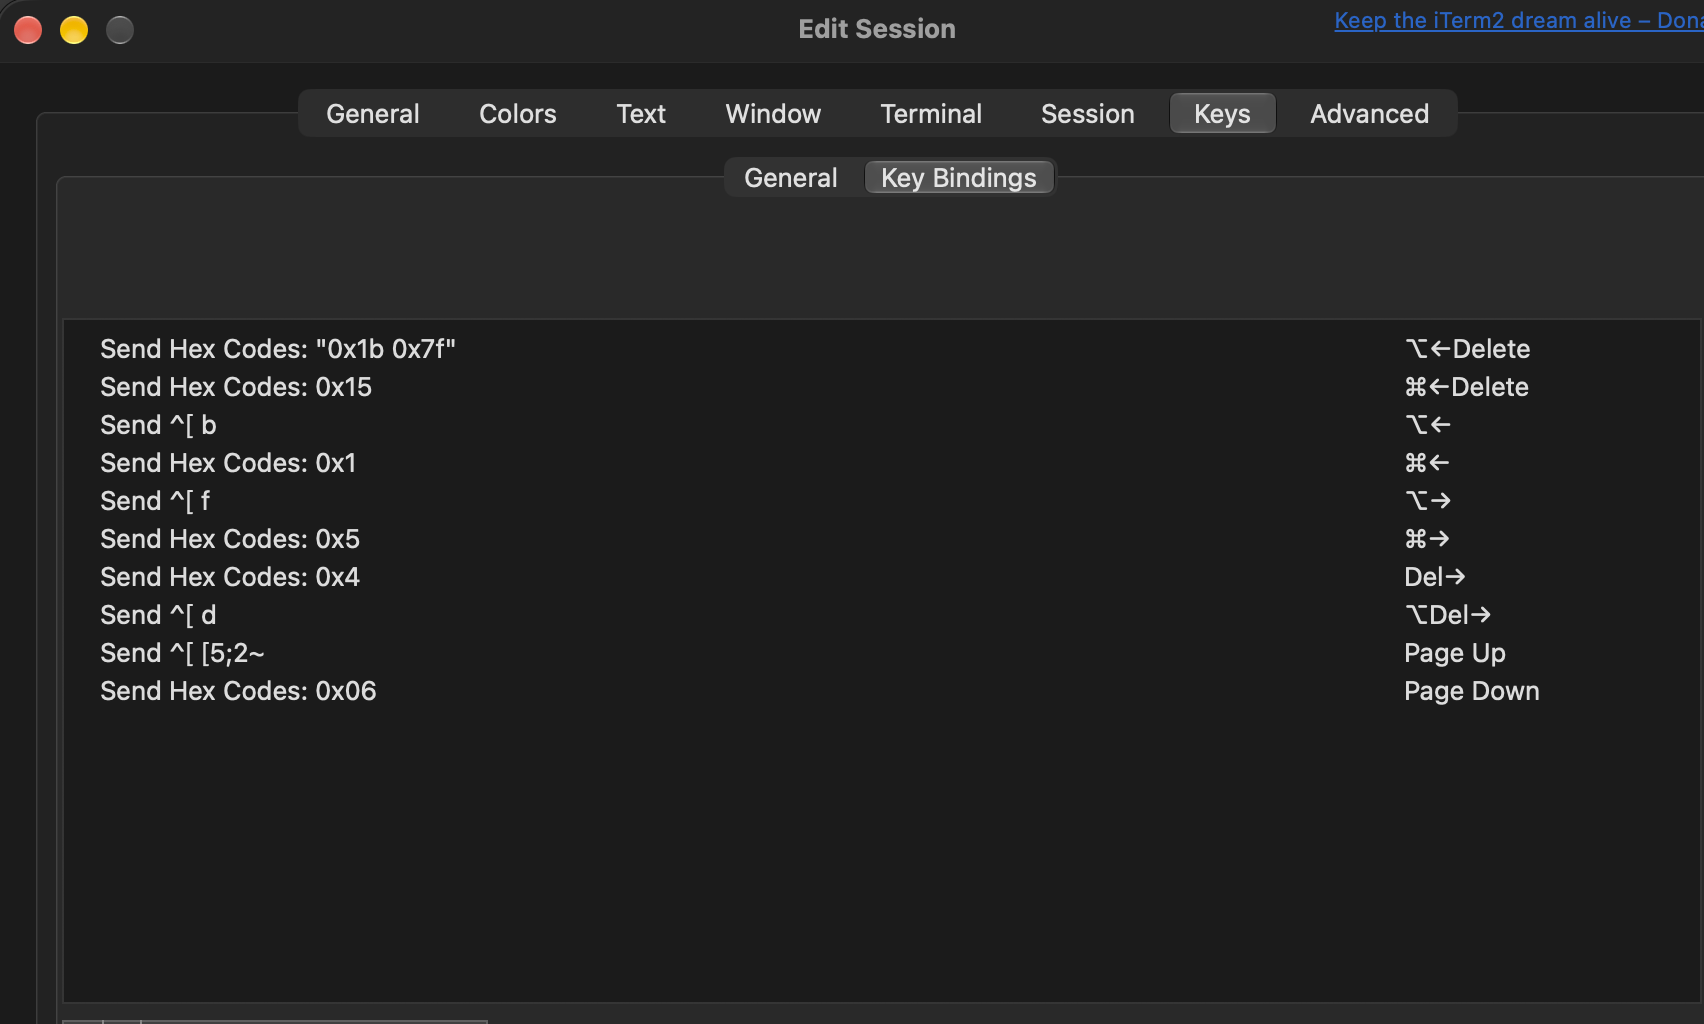 Edit Session
Keep the iTerm2 dream alive –
General Colors Text Window Terminal Session Keys Advanced
General Key Bindings
Send Hex Codes: "0x1b 0x7f" ⌥←Delete
Send Hex Codes: 0x15 ⌘←Delete
Send ^[ b ⌥←
Send Hex Codes: 0x1 ⌘←
Send ^[ f ⌥→
Send Hex Codes: 0x5 ⌘→
Send Hex Codes: 0x4 Del→
Send ^[ d ⌥Del→
Send ^[ [5;2~ Page Up
Send Hex Codes: 0x06 Page Down